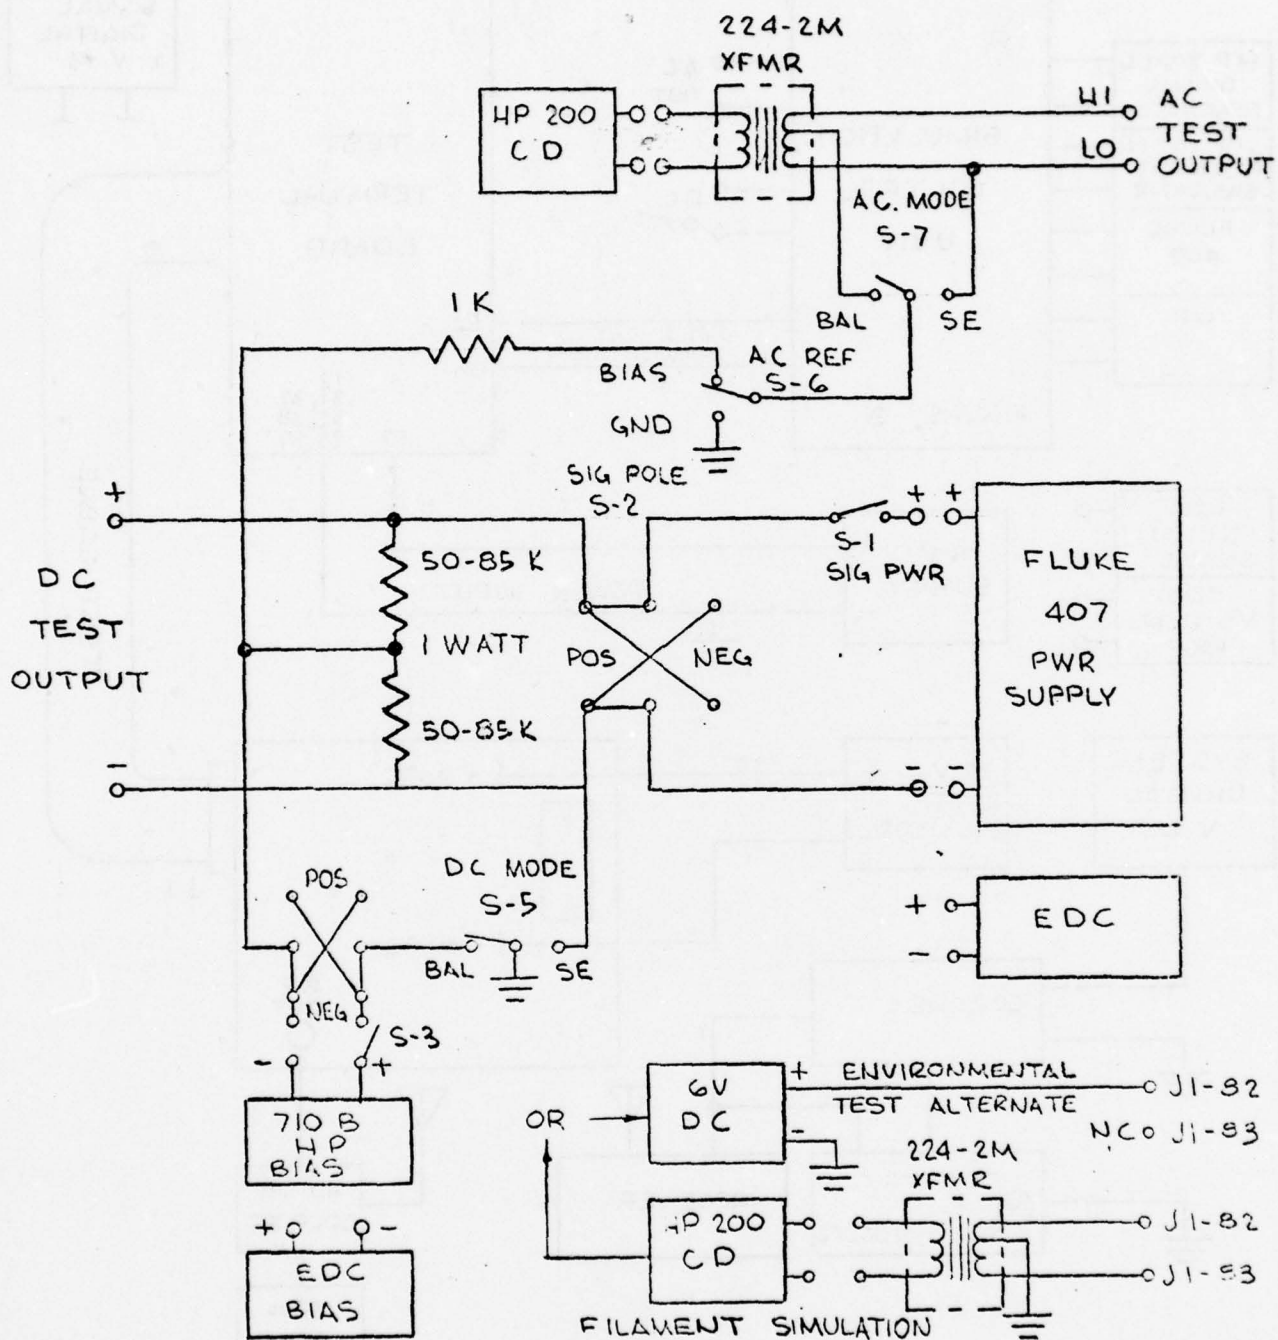 224-2M
XFMR
HP 200
CD
HI
AC
TEST
OUTPUT
LO
AC. MODE
S-7
BAL
SE
1 K
BIAS
AC REF
S-6
GND
SIG POLE
S-2
+
+ +
S-1
SIG PWR
FLUKE
407
PWR
SUPPLY
DC
TEST
OUTPUT
50-85 K
1 WATT
POS
NEG
50-85 K
-
- -
POS
DC MODE
S-5
BAL
SE
NEG
S-3
- +
+
-
EDC
710 B
HP
BIAS
+ -
EDC
BIAS
OR
6V
DC
+
-
ENVIRONMENTAL
TEST ALTERNATE
J1-82
NC J1-83
224-2M
XFMR
HP 200
CD
J1-82
J1-83
FILAMENT SIMULATION